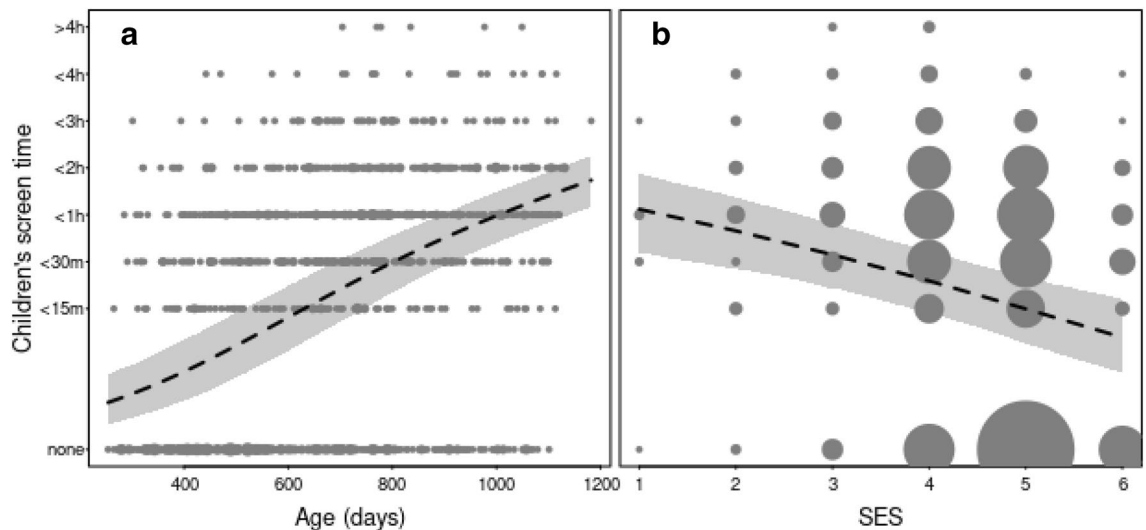 a
b
>4h
<4h
<3h
<2h
<1h
<30m
<15m
none
Children's screen time
400 600 800 1000 1200
Age (days)
1 2 3 4 5 6
SES